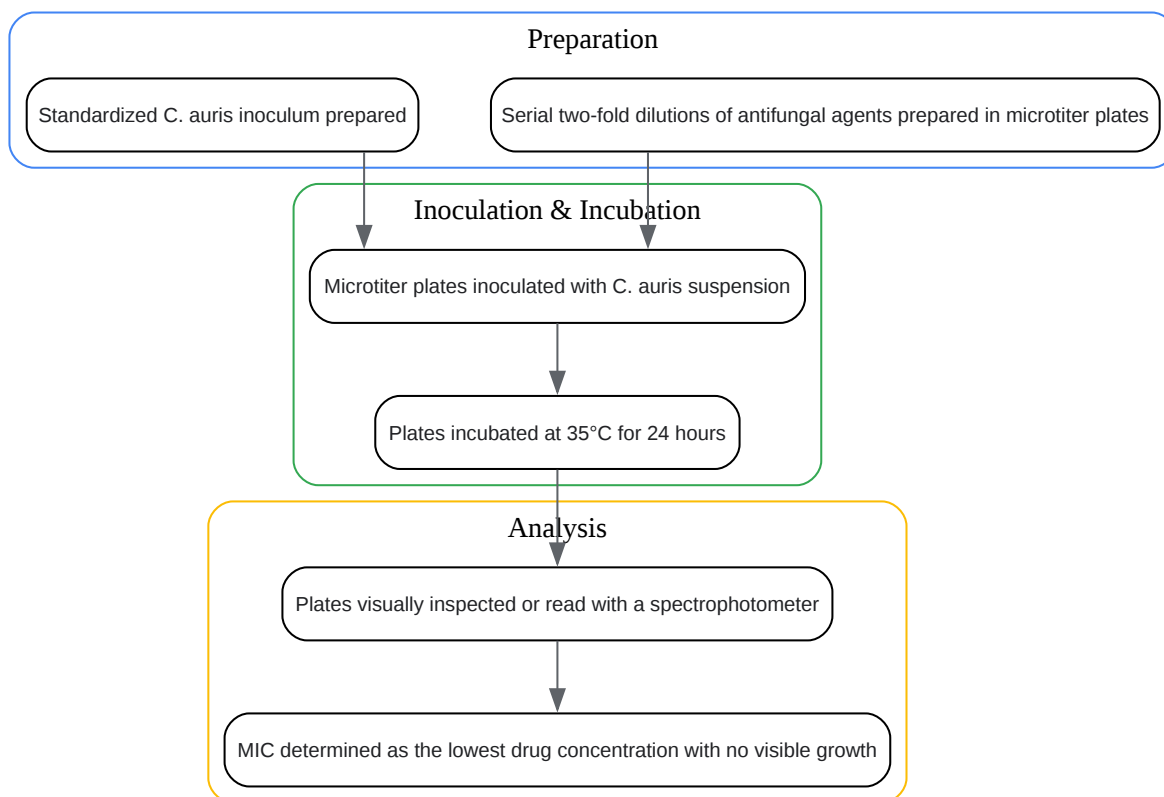 Preparation
Standardized C. auris inoculum prepared
Serial two-fold dilutions of antifungal agents prepared in microtiter plates
Inoculation & Incubation
Microtiter plates inoculated with C. auris suspension
Plates incubated at 35°C for 24 hours
Analysis
Plates visually inspected or read with a spectrophotometer
MIC determined as the lowest drug concentration with no visible growth